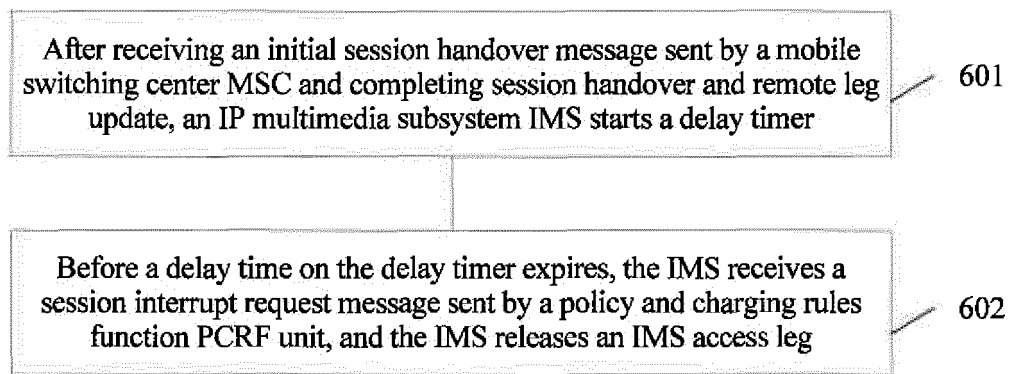 After receiving an initial session handover message sent by a mobile
switching center MSC and completing session handover and remote leg
update, an IP multimedia subsystem IMS starts a delay timer
601
Before a delay time on the delay timer expires, the IMS receives a
session interrupt request message sent by a policy and charging rules
function PCRF unit, and the IMS releases an IMS access leg
602